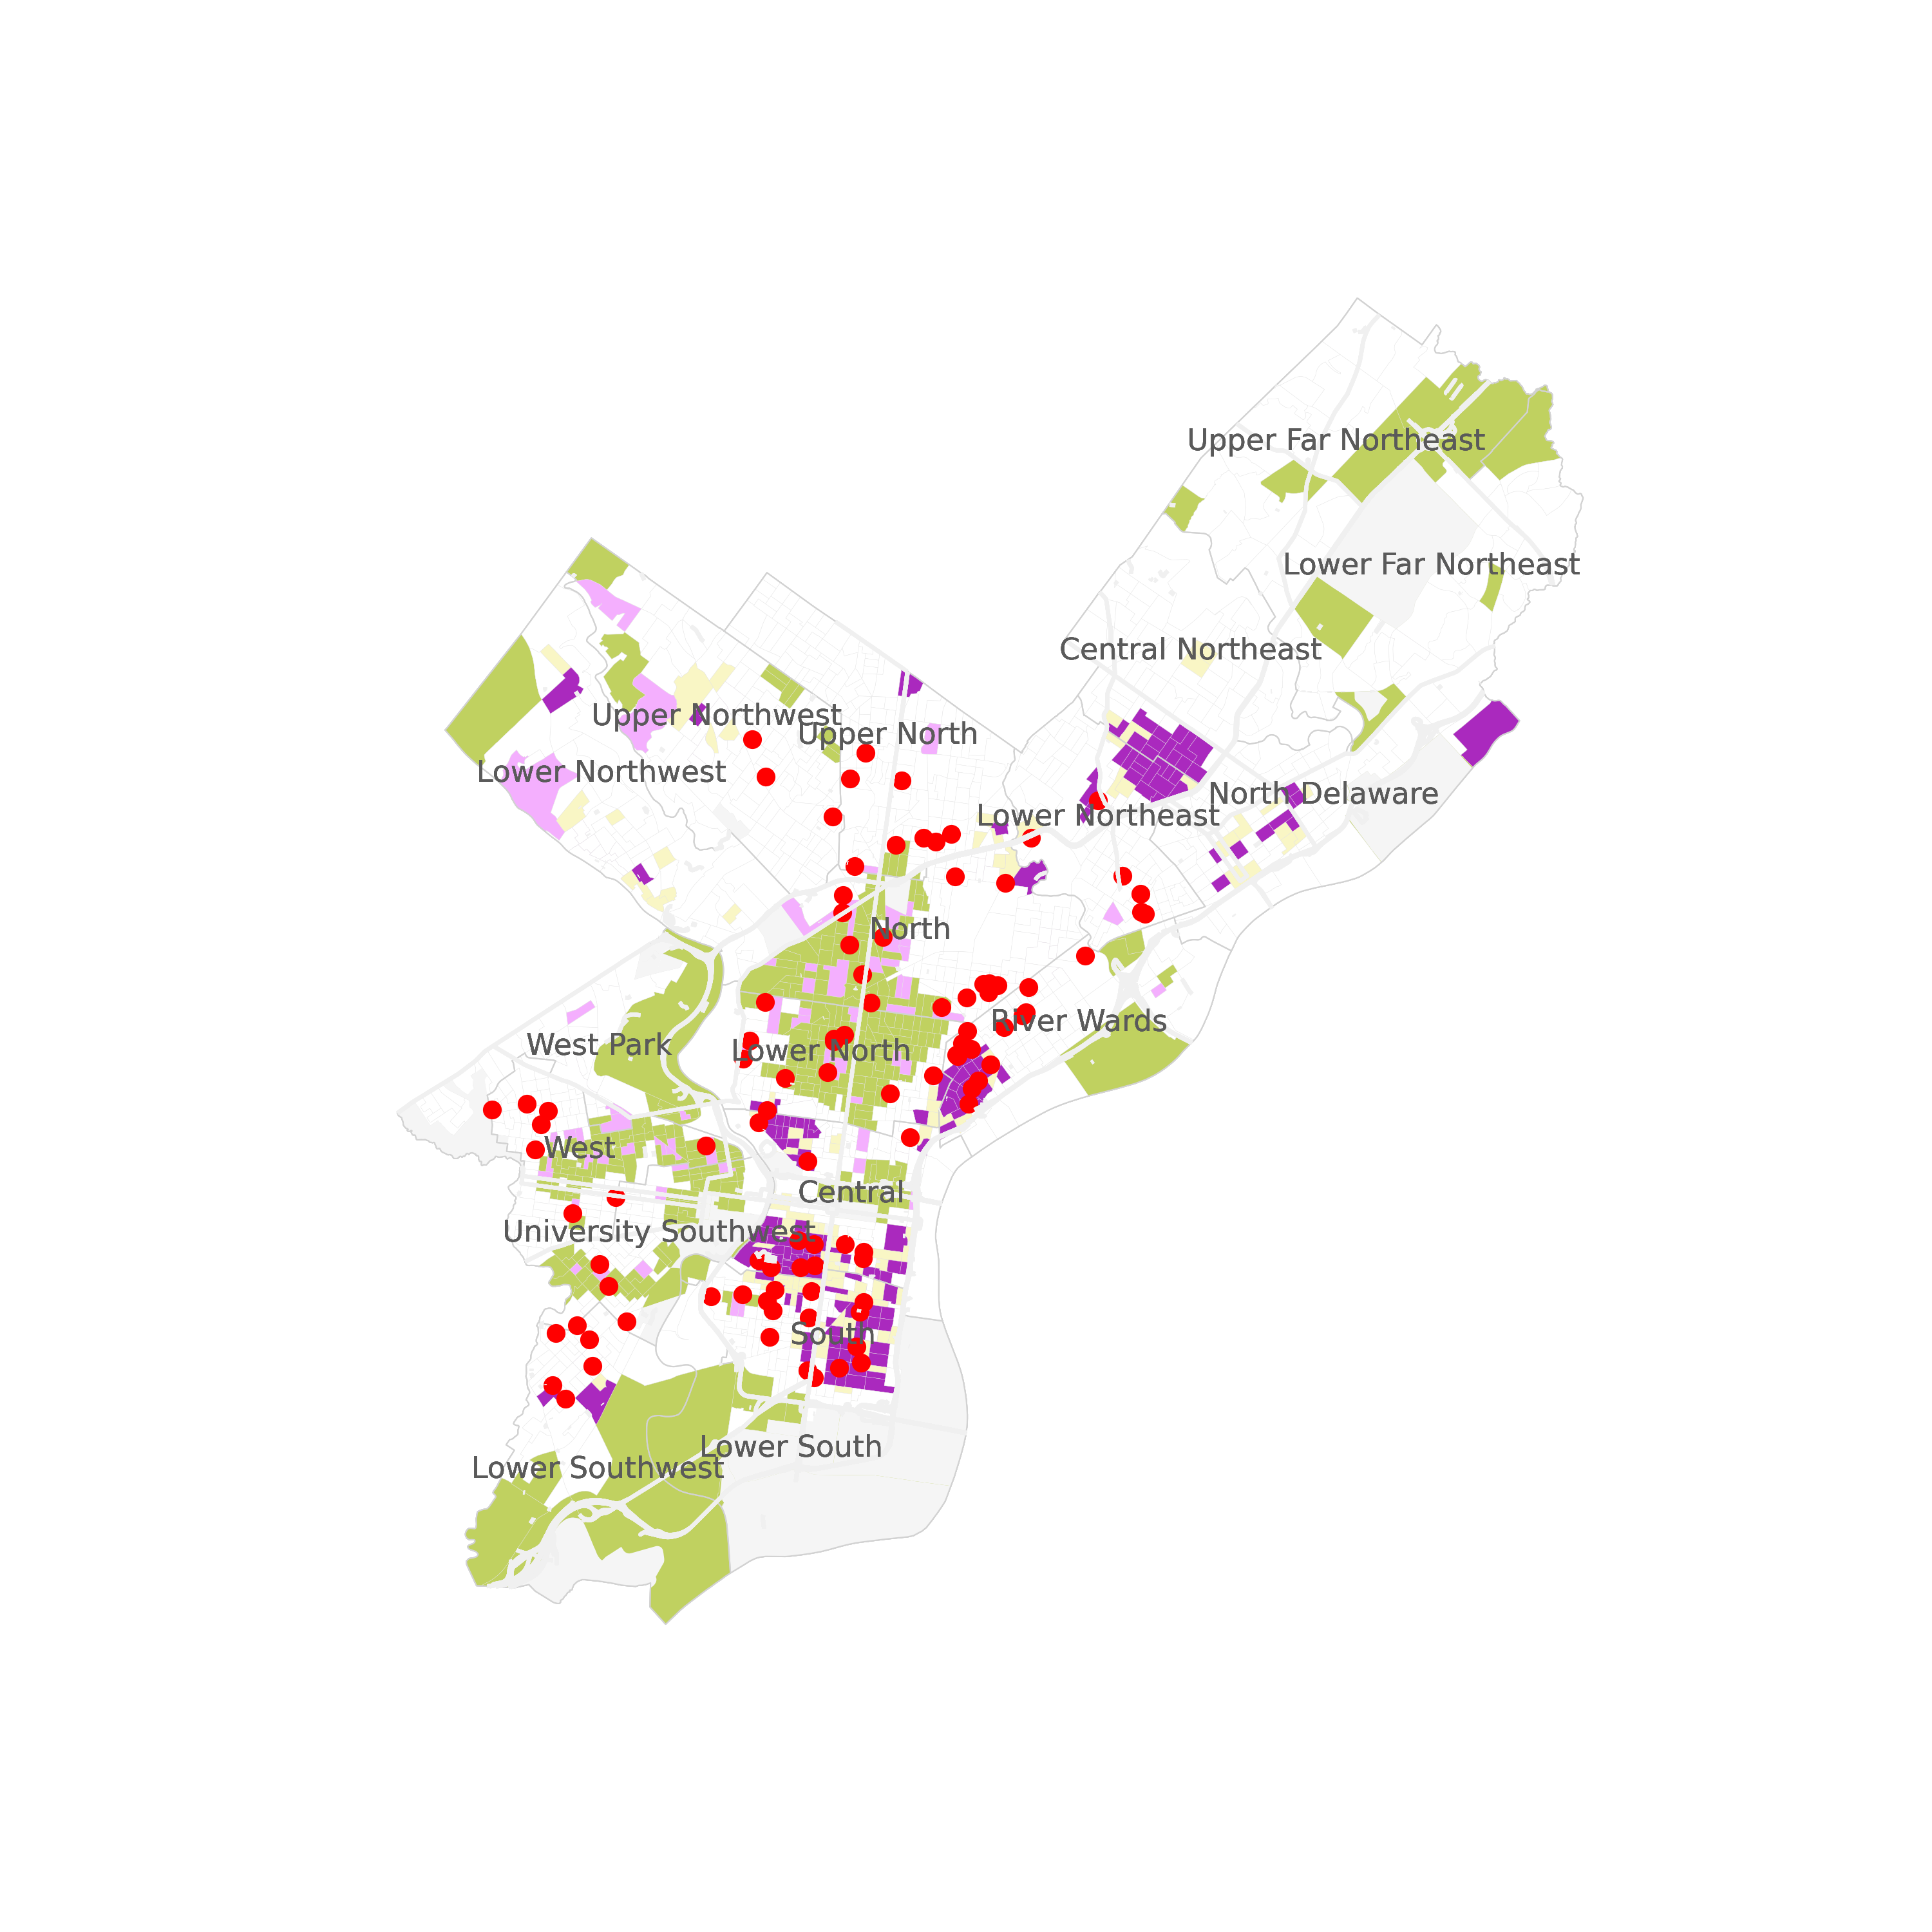 Upper Far Northeast
Lower Far Northeast
Central Northeast
Upper Northwest
Upper North
Lower Northwest
North Delaware
Lower Northeast
North
River Wards
West Park
Lower North
West
Central
University Southwest
South
Lower South
Lower Southwest